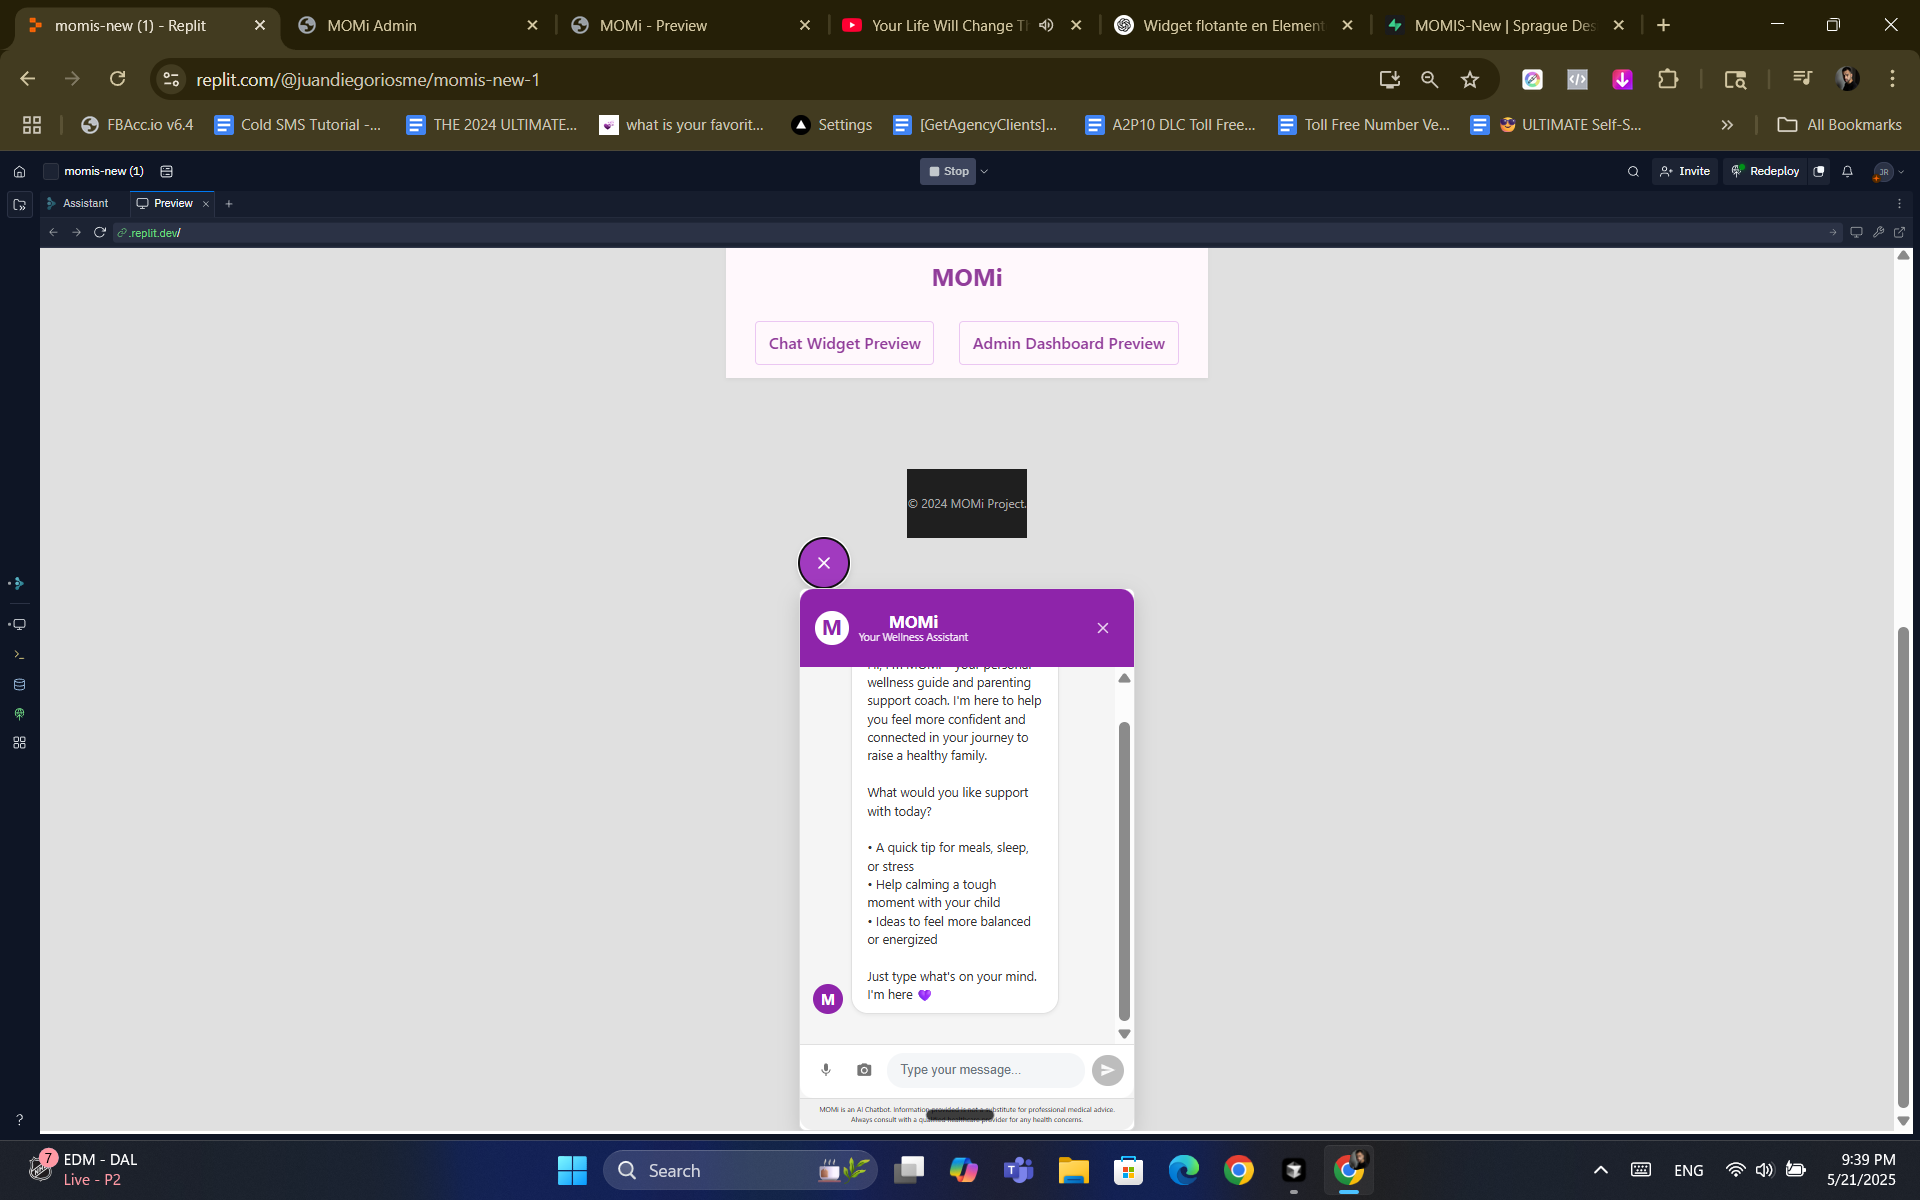 momis-new (1) - Replit
MOMi Admin
MOMi - Preview
Your Life Will Change T
Widget flotante en Element
MOMIS-New | Sprague Des
replit.com/@juandiegoriosme/momis-new-1
FBAcc.io v6.4
Cold SMS Tutorial -...
THE 2024 ULTIMATE...
what is your favorit...
Settings
[GetAgencyClients]...
A2P10 DLC Toll Free...
Toll Free Number Ve...
😎 ULTIMATE Self-S...
All Bookmarks
momis-new (1)
Stop
Invite
Redeploy
JR
Assistant
Preview
.replit.dev/
MOMi
Chat Widget Preview
Admin Dashboard Preview
© 2024 MOMi Project.
M
MOMi
Your Wellness Assistant
wellness guide and parenting
support coach. I'm here to help
you feel more confident and
connected in your journey to
raise a healthy family.
What would you like support
with today?
• A quick tip for meals, sleep,
or stress
• Help calming a tough
moment with your child
• Ideas to feel more balanced
or energized
Just type what's on your mind.
I'm here 💜
M
Type your message...
MOMi is an AI Chatbot. Information provided is not a substitute for professional medical advice.
Always consult with a qualified healthcare provider for any health concerns.
7
EDM - DAL
Live - P2
Search
ENG
9:39 PM
5/21/2025